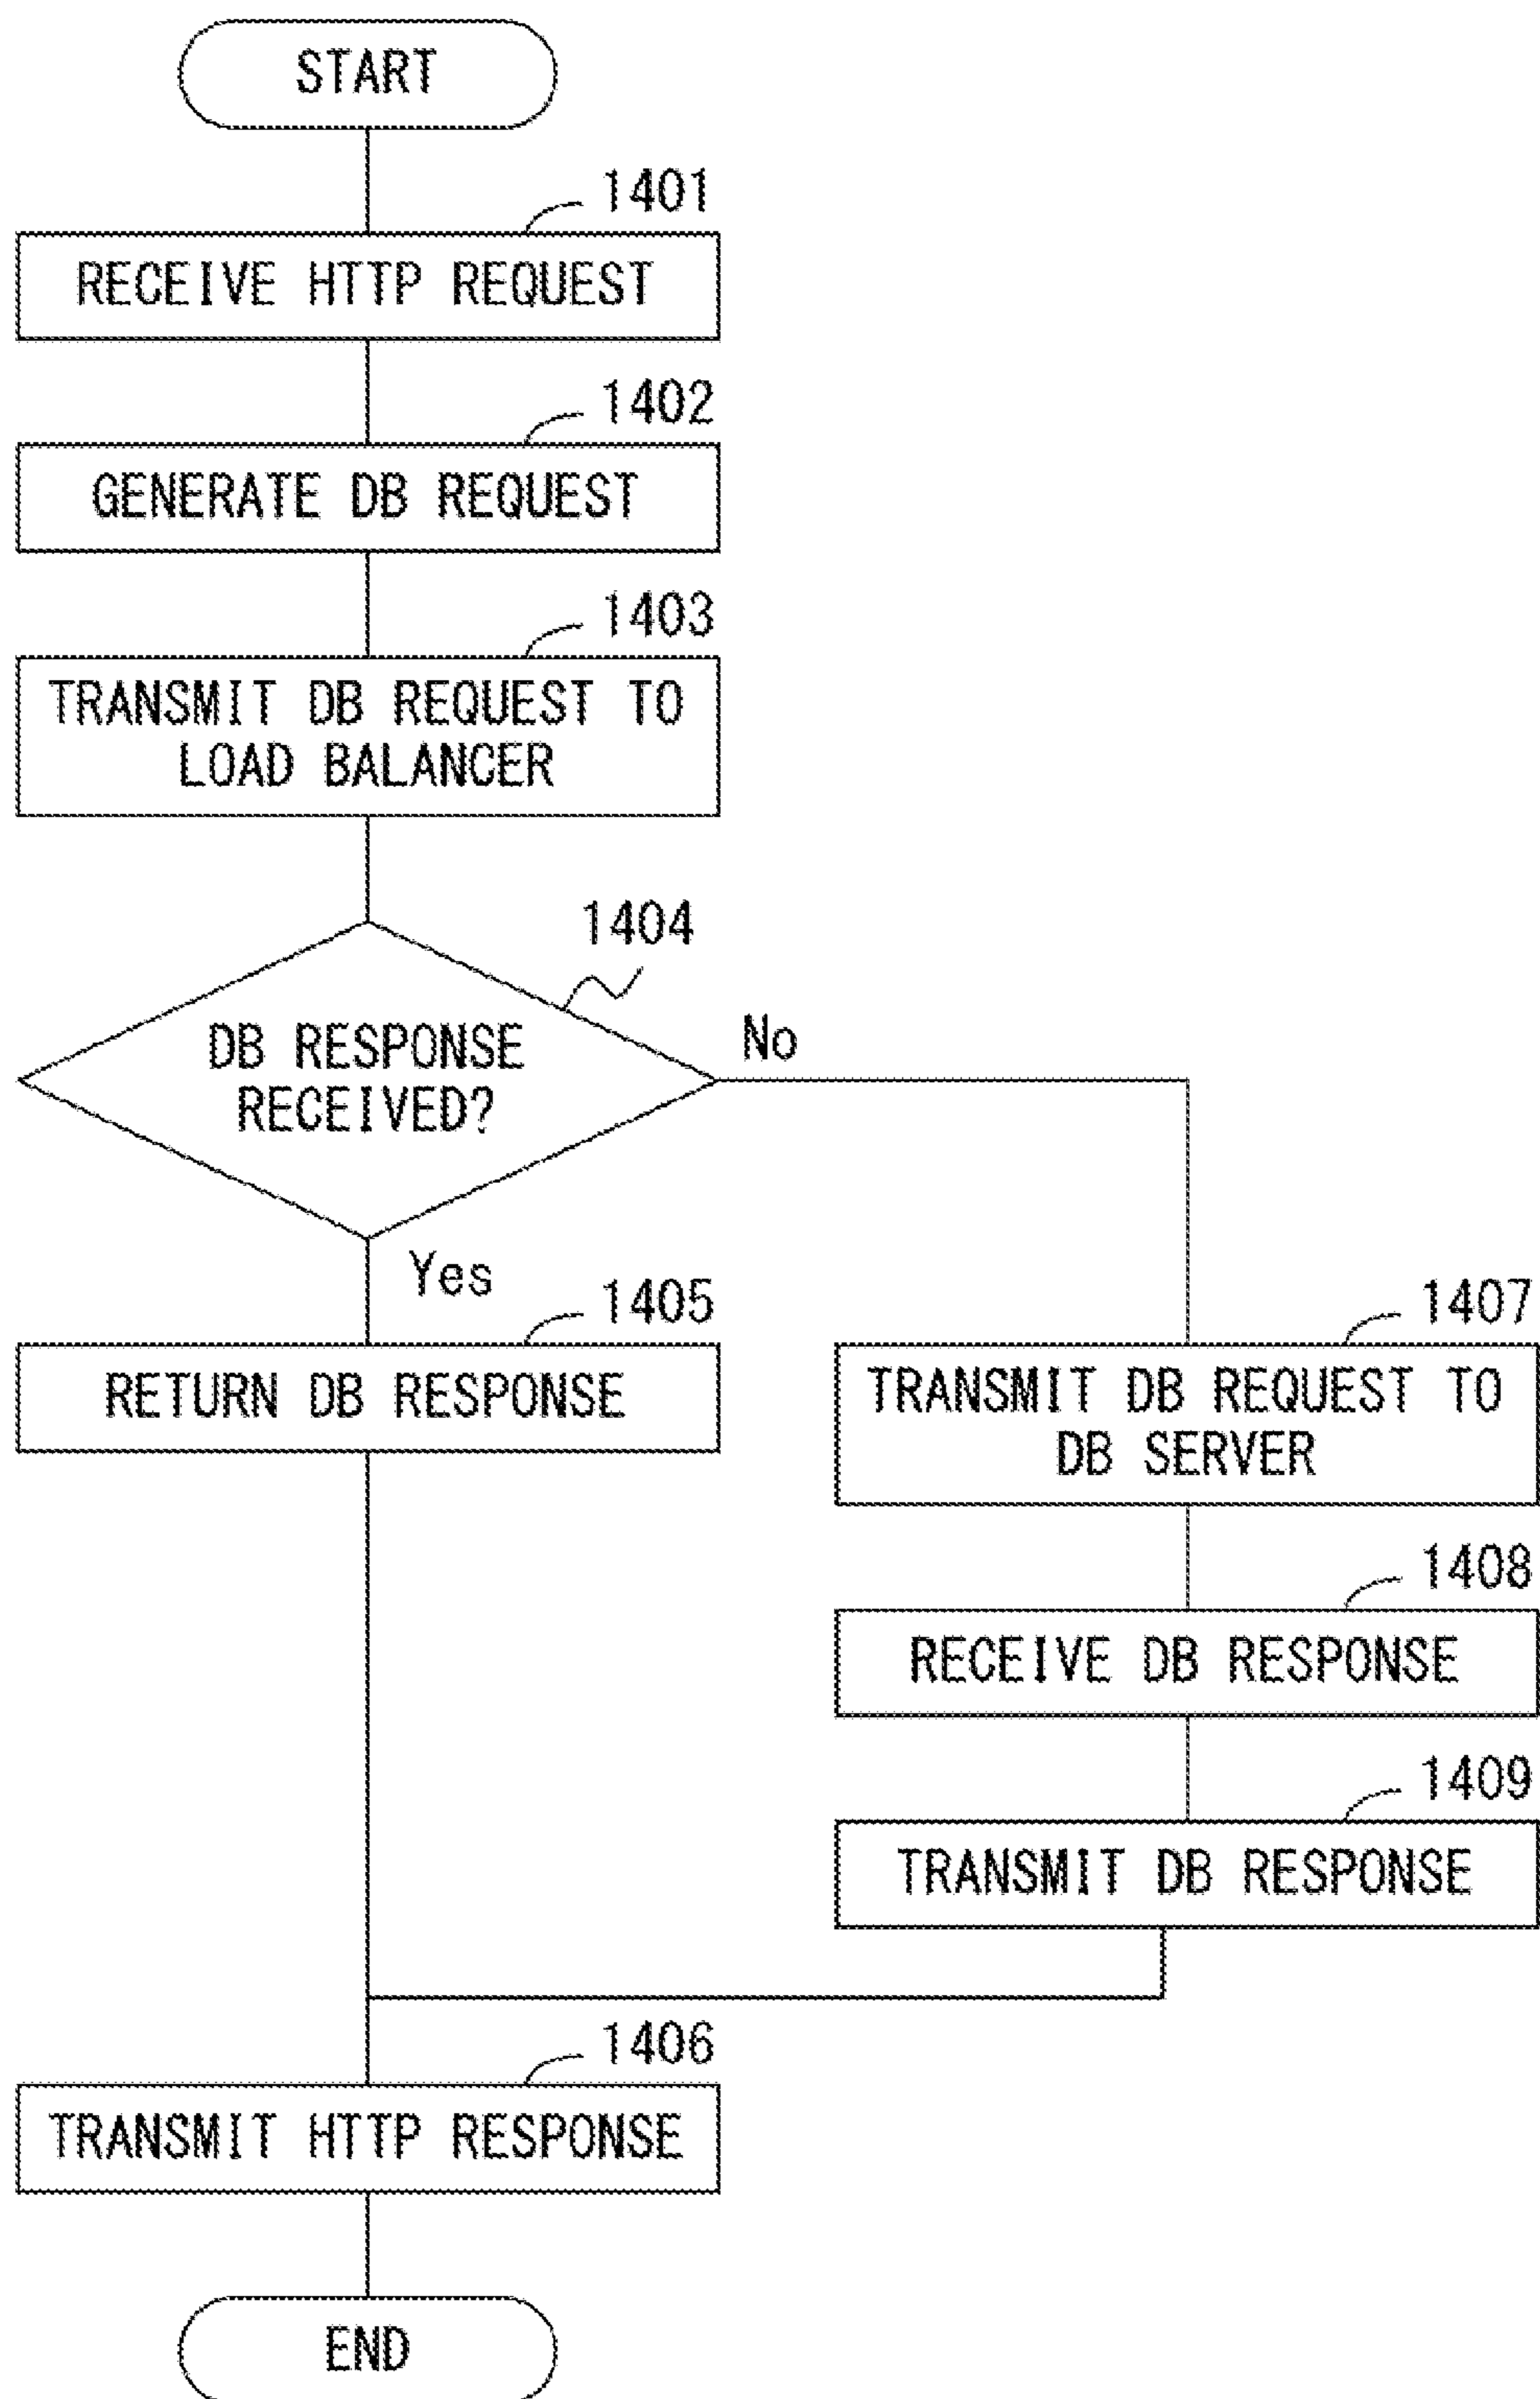 START
1401
RECEIVE HTTP REQUEST
1402
GENERATE DB REQUEST
1403
TRANSMIT DB REQUEST TO
LOAD BALANCER
1404
DB RESPONSE
RECEIVED?
No
Yes
1405
RETURN DB RESPONSE
1407
TRANSMIT DB REQUEST TO
DB SERVER
1408
RECEIVE DB RESPONSE
1409
TRANSMIT DB RESPONSE
1406
TRANSMIT HTTP RESPONSE
END